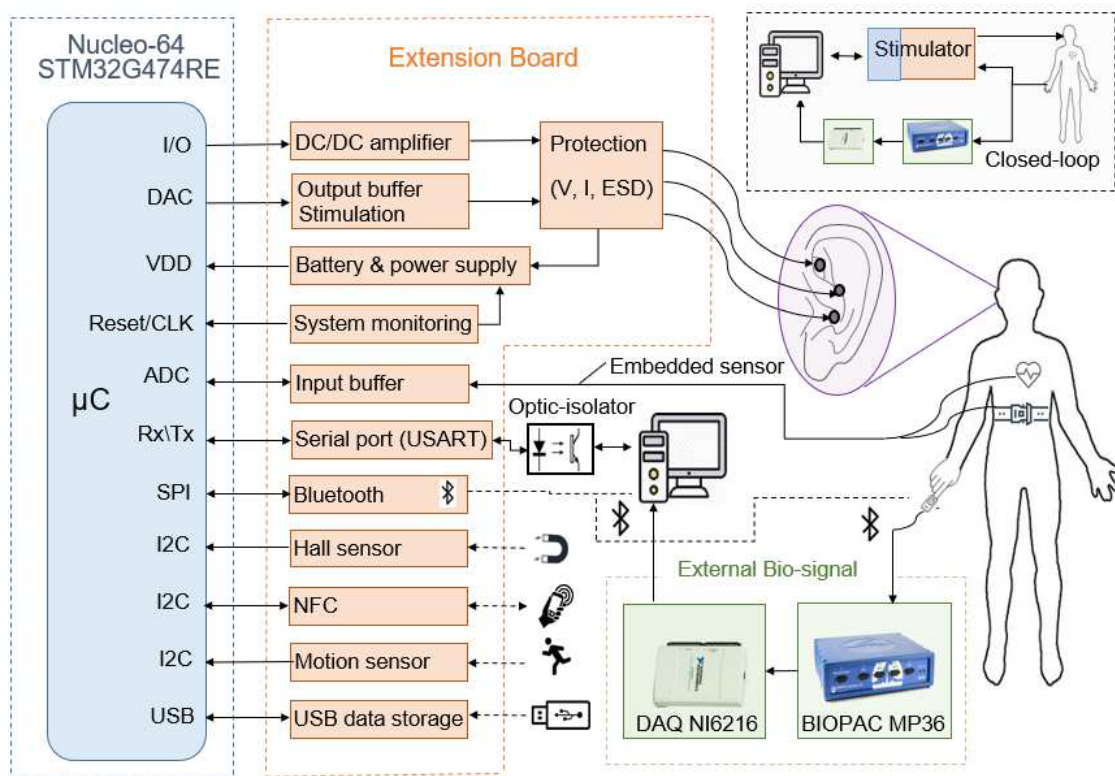 Nucleo-64
STM32G474RE
Extension Board
Stimulator
Closed-loop
µC
I/O
DC/DC amplifier
Protection
(V, I, ESD)
DAC
Output buffer
Stimulation
VDD
Battery & power supply
Reset/CLK
System monitoring
ADC
Input buffer
Embedded sensor
Optic-isolator
Rx\Tx
Serial port (USART)
SPI
Bluetooth
I2C
Hall sensor
External Bio-signal
I2C
NFC
I2C
Motion sensor
USB
USB data storage
DAQ NI6216
BIOPAC MP36